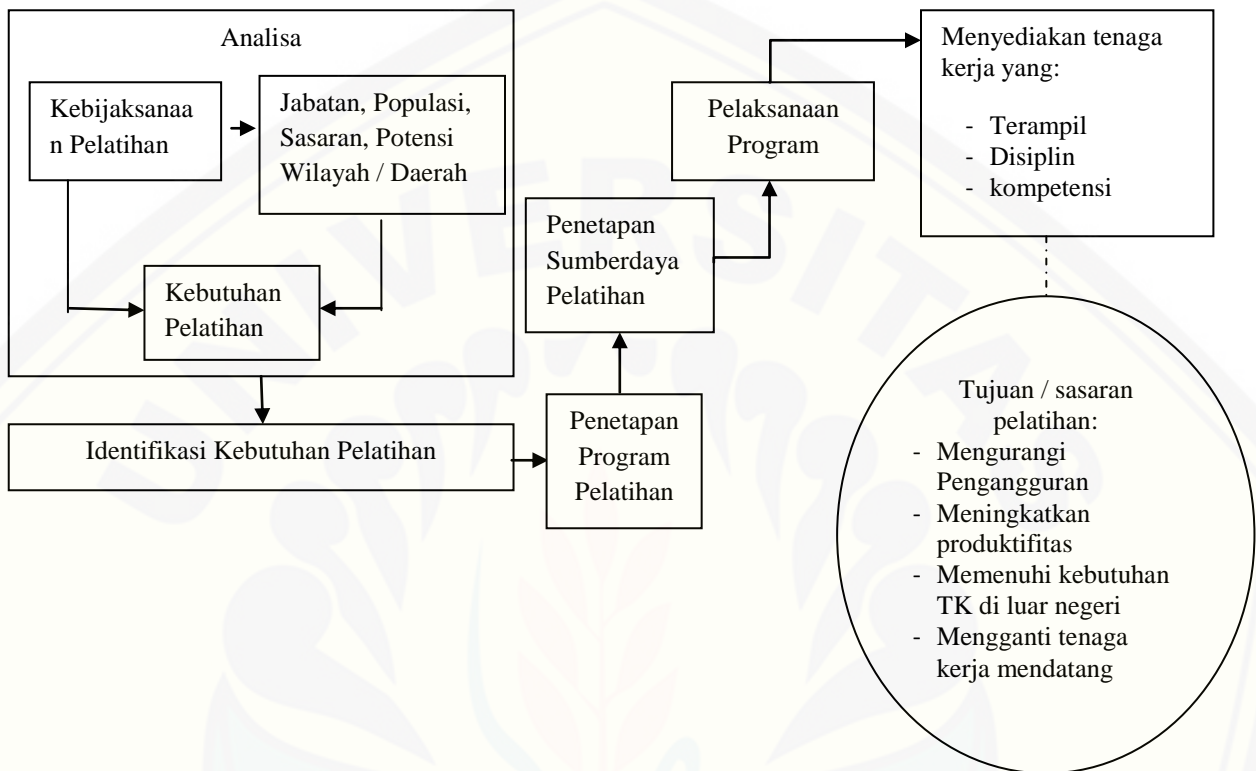 Analisa
Kebijaksanaa
n Pelatihan
Jabatan, Populasi,
Sasaran, Potensi
Wilayah / Daerah
Kebutuhan
Pelatihan
Identifikasi Kebutuhan Pelatihan
Penetapan
Program
Pelatihan
Penetapan
Sumberdaya
Pelatihan
Pelaksanaan
Program
Menyediakan tenaga
kerja yang:
- Terampil
- Disiplin
- kompetensi
Tujuan / sasaran
pelatihan:
- Mengurangi
Pengangguran
- Meningkatkan
produktifitas
- Memenuhi kebutuhan
TK di luar negeri
- Mengganti tenaga
kerja mendatang
UNIVERSITAS